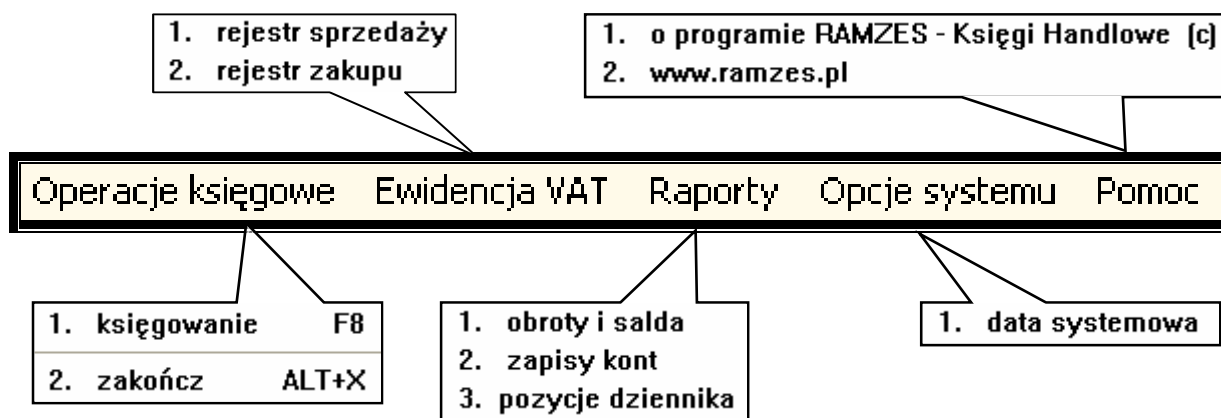 1. rejestr sprzedaży
2. rejestr zakupu
1. o programie RAMZES - Księgi Handlowe (c)
2. www.ramzes.pl
Operacje księgowe Ewidencja VAT Raporty Opcje systemu Pomoc
1. księgowanie F8
2. zakończ ALT+X
1. obroty i salda
2. zapisy kont
3. pozycje dziennika
1. data systemowa